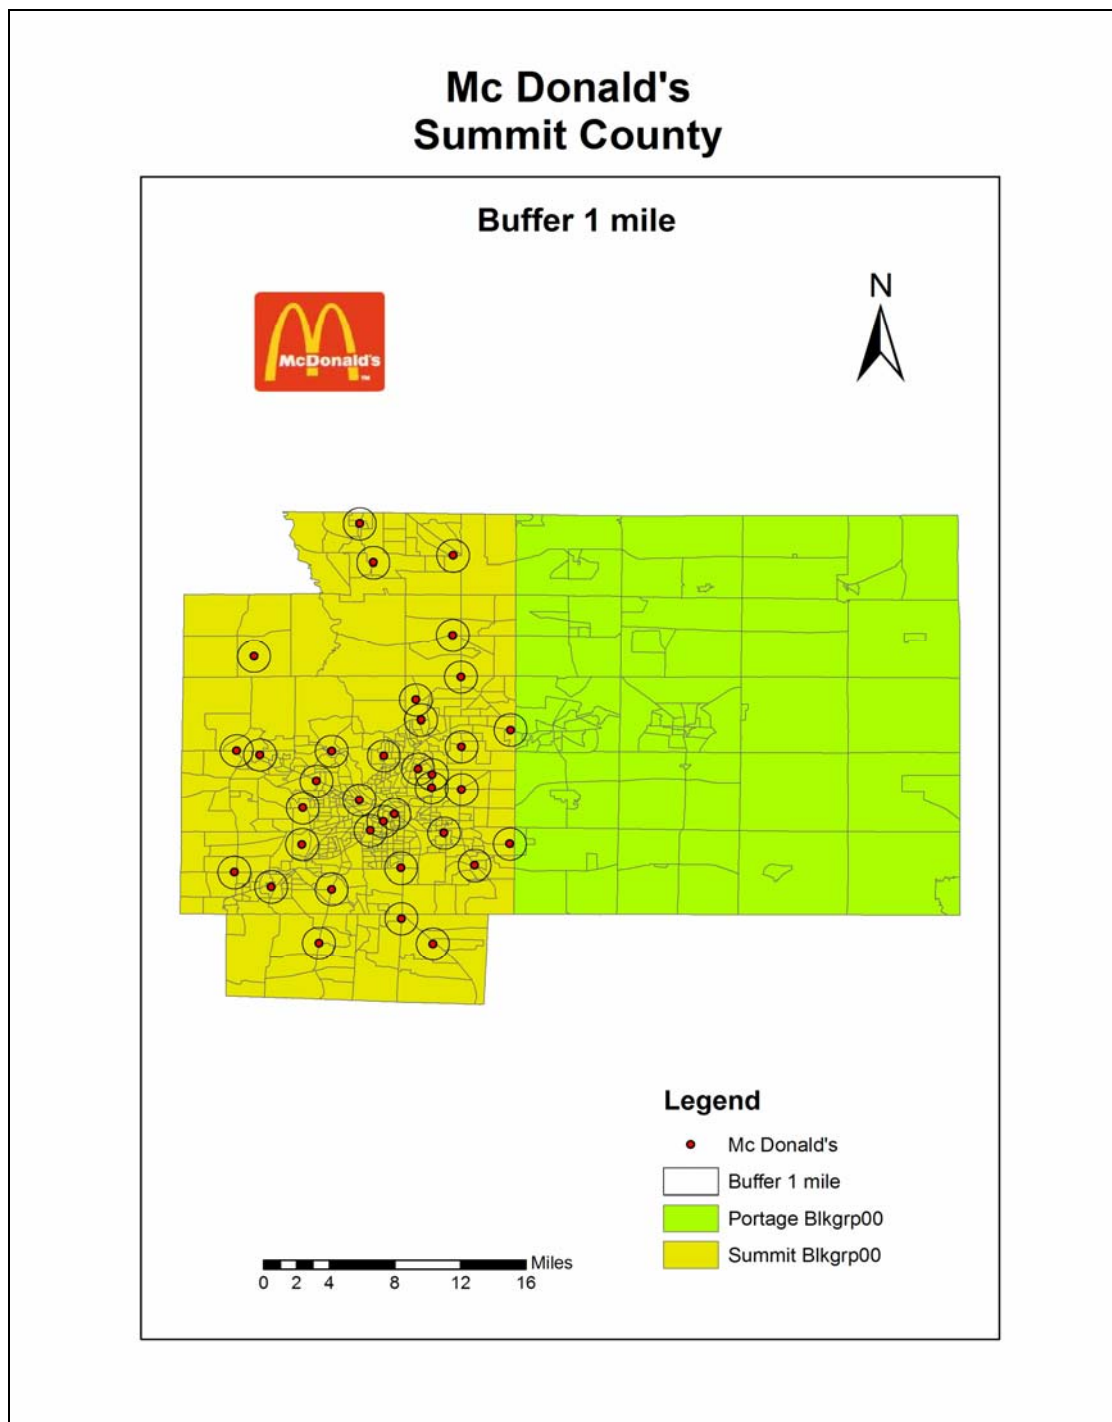 Mc Donald's
Summit County
Buffer 1 mile
McDonald's
TM
N
Legend
Mc Donald's
Buffer 1 mile
Portage Blkgrp00
Summit Blkgrp00
Miles
0 2 4 8 12 16